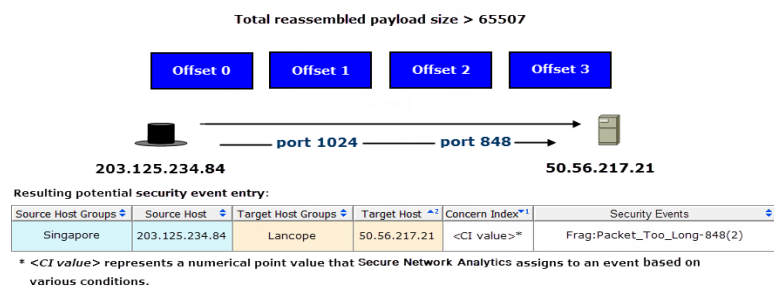 Total reassembled payload size > 65507
Offset 0 Offset 1 Offset 2 Offset 3
port 1024 port 848
203.125.234.84 50.56.217.21
Resulting potential security event entry:
Source Host Groups Source Host Target Host Groups Target Host 2 Concern Index 1 Security Events
Singapore 203.125.234.84 Lancope 50.56.217.21 <CI value>* Frag:Packet_Too_Long-848(2)
* <CI value> represents a numerical point value that Secure Network Analytics assigns to an event based on
various conditions.